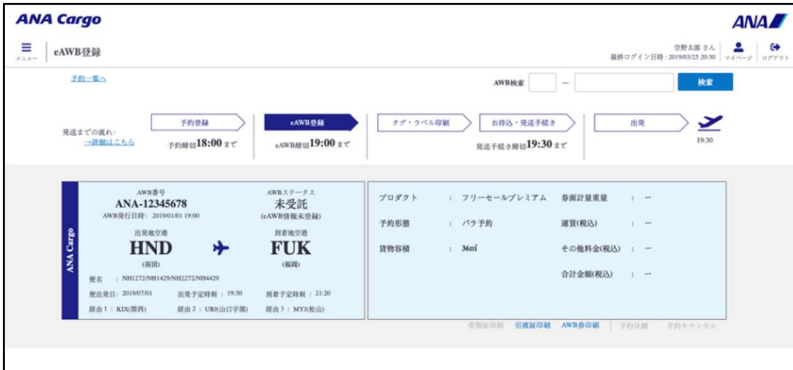 ANA Cargo
ANA
メニュー
eAWB登録
空野太郎 さん
最終ログイン日時 : 2019/03/25 20:30
マイページ
ログアウト
予約一覧へ
AWB検索
—
検索
発送までの流れ:
→詳細はこちら
予約登録
eAWB登録
タグ・ラベル印刷
お持込・発送手続き
出発
予約締切18:00 まで
eAWB締切19:00 まで
発送手続き締切19:30 まで
19:30
ANA Cargo
AWB番号
ANA-12345678
AWB発行日時: 2019/01/01 19:00
AWBステータス
未受託
(eAWB情報未登録)
出発地空港
HND
(羽田)
到着地空港
FUK
(福岡)
便名 : NH1272/NH1429/NH2272/NH4429
便出発日: 2019/07/01 出発予定時刻 : 19:30 到着予定時刻 : 21:20
経由 1 : KIX(関西) 経由 2 : UBJ(山口宇部) 経由 3 : MYJ(松山)
プロダクト : フリーセールプレミアム 券面計量重量 : —
予約形態 : バラ予約 運賃(税込) : —
貨物容積 : 36㎥ その他料金(税込) : —
合計金額(税込) : —
受領証印刷 引渡証印刷 AWB券印刷 予約分割 予約キャンセル